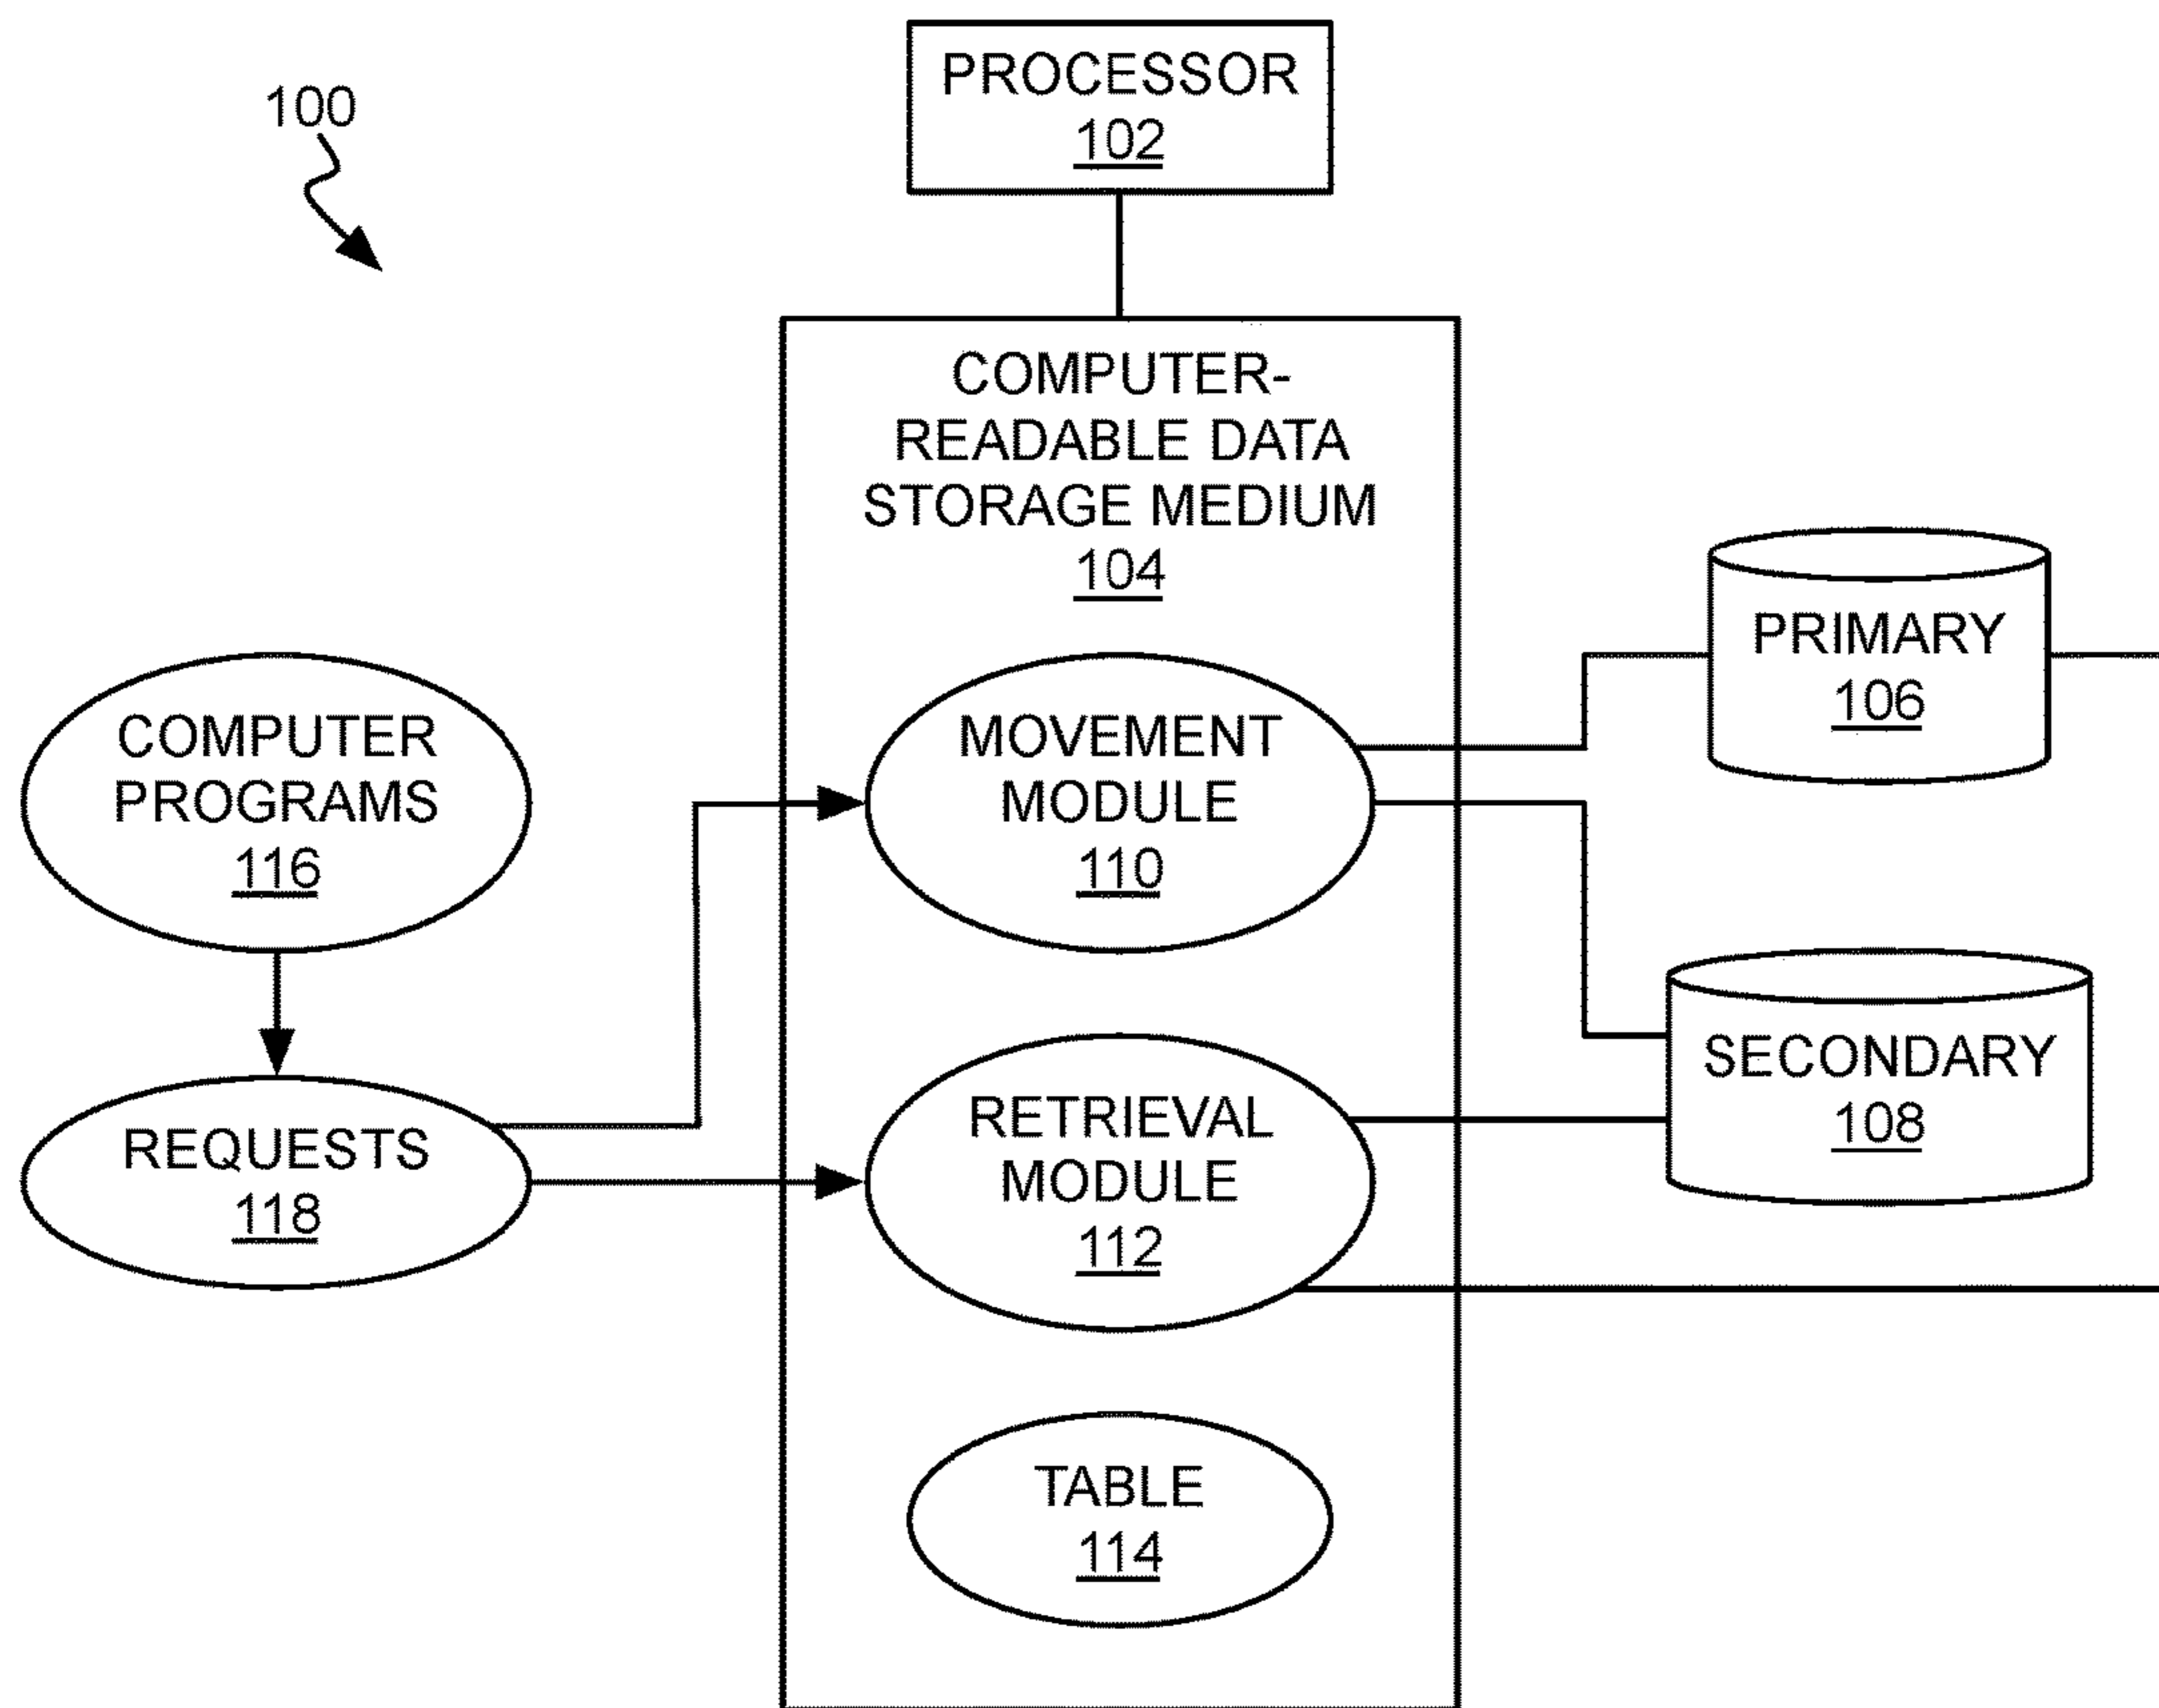 100
PROCESSOR
102
COMPUTER-
READABLE DATA
STORAGE MEDIUM
104
PRIMARY
106
COMPUTER
PROGRAMS
116
MOVEMENT
MODULE
110
SECONDARY
108
REQUESTS
118
RETRIEVAL
MODULE
112
TABLE
114